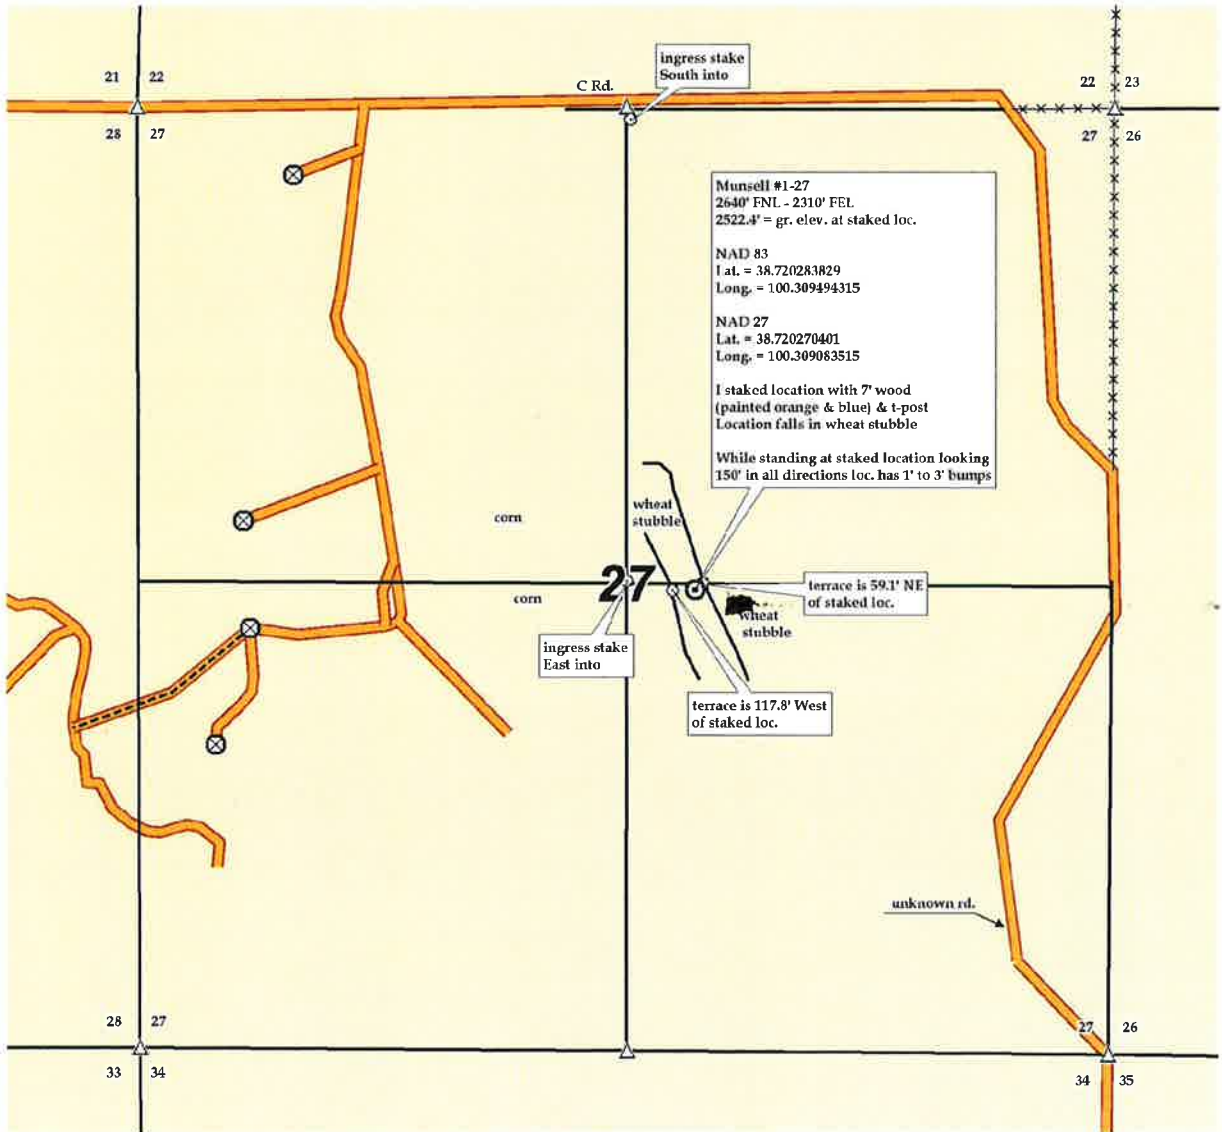 ingress stake
South into
C Rd.
21 22
22 23
28 27
27 26
Munsell #1-27
2640' FNL - 2310' FEL
2522.4' = gr. elev. at staked loc.
NAD 83
Lat. = 38.720283829
Long. = 100.309494315
NAD 27
Lat. = 38.720270401
Long. = 100.309083515
I staked location with 7' wood
(painted orange & blue) & t-post
Location falls in wheat stubble
While standing at staked location looking
150' in all directions loc. has 1' to 3' bumps
wheat
stubble
corn
27
corn
terrace is 59.1' NE
of staked loc.
wheat
stubble
ingress stake
East into
terrace is 117.8' West
of staked loc.
unknown rd.
28 27
27 26
33 34
34 35